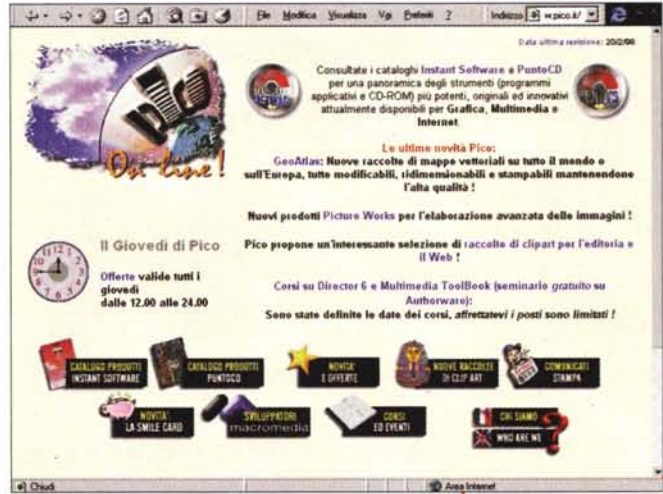 File Modifica Visualizza Vai Preferiti ? Indirizzo w.pico.it/
Data ultima revisione: 20/2/98
pico
On line!
Consultate i cataloghi Instant Software e PuntoCD
per una panoramica degli strumenti (programmi
applicativi e CD-ROM) più potenti, originali ed innovativi
attualmente disponibili per Grafica, Multimedia e
Internet.
Le ultime novità Pico:
GeoAtlas: Nuove raccolte di mappe vettoriali su tutto il mondo e
sull'Europa, tutte modificabili, ridimensionabili e stampabili mantenendone
l'alta qualità !
Nuovi prodotti Picture Works per l'elaborazione avanzata delle immagini !
Il Giovedì di Pico
Offerte valide tutti i
giovedì
dalle 12.00 alle 24.00
Pico propone un'interessante selezione di raccolte di clipart per l'editoria e
il Web !
Corsi su Director 6 e Multimedia ToolBook (seminario gratuito su
Authorware):
Sono state definite le date dei corsi, affrettatevi i posti sono limitati !
CATALOGO PRODOTTI
INSTANT SOFTWARE
CATALOGO PRODOTTI
PUNTOCD
NOVITA'
E OFFERTE
NUOVE RACCOLTE
DI CLIP ART
COMUNICATI
STAMPA
NOVITA'
LA SMILE CARD
SVILUPPATORI
macromedia
CORSI
ED EVENTI
CHI SIAMO
WHO ARE WE
Chiudi
Area Internet